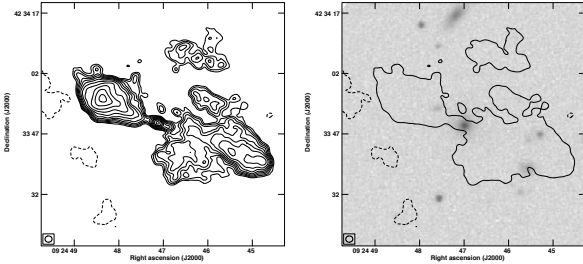 42 34 17
02
33 47
32
Declination (J2000)
09 24 49
48
47
46
45
Right ascension (J2000)
42 34 17
02
33 47
32
Declination (J2000)
09 24 49
48
47
46
45
Right ascension (J2000)